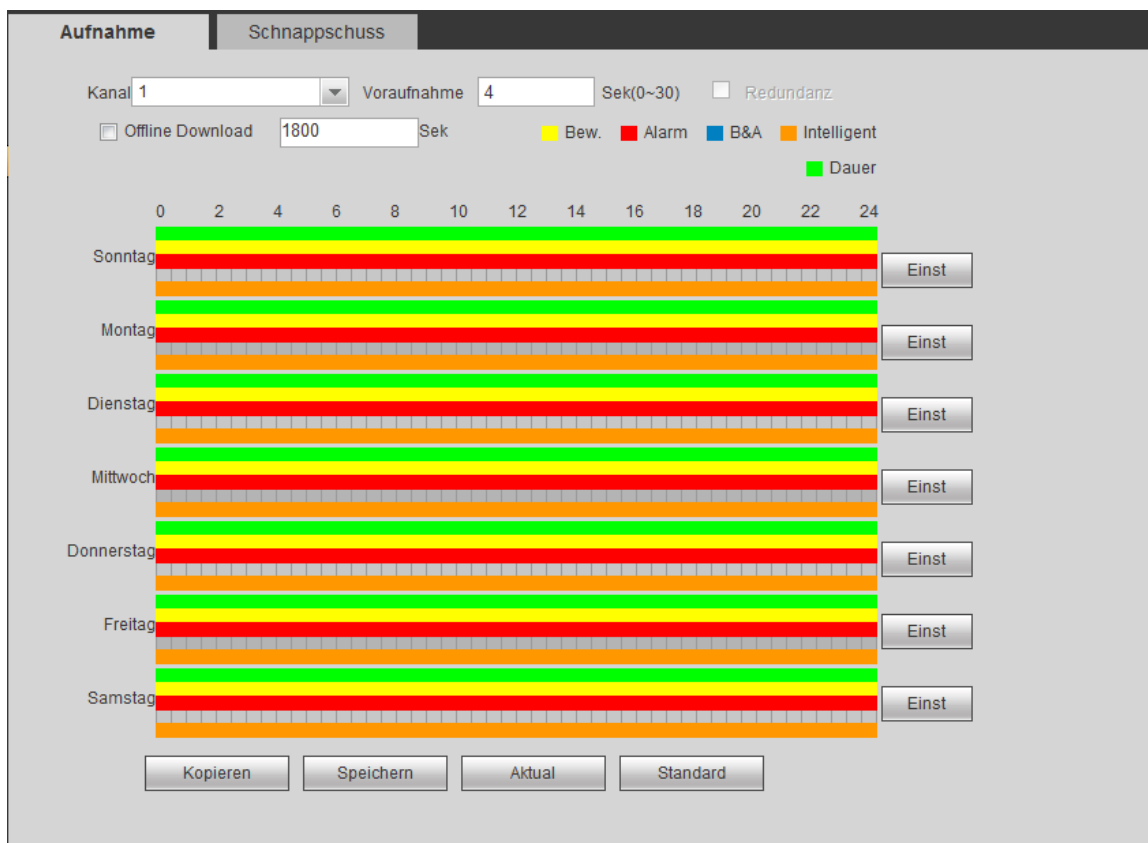 Aufnahme Schnappschuss
Kanal 1 Voraufnahme 4 Sek(0~30) Redundanz
Offline Download 1800 Sek Bew. Alarm B&A Intelligent
Dauer
0 2 4 6 8 10 12 14 16 18 20 22 24
Sonntag Einst
Montag Einst
Dienstag Einst
Mittwoch Einst
Donnerstag Einst
Freitag Einst
Samstag Einst
Kopieren Speichern Aktual Standard